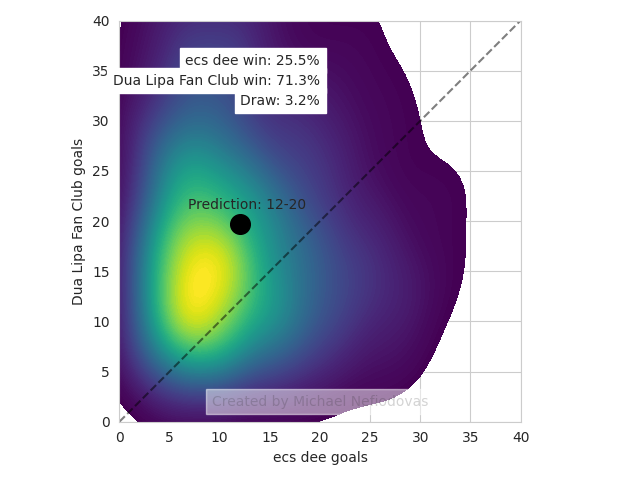 40
35
30
25
20
15
10
5
0
Dua Lipa Fan Club goals
ecs dee win: 25.5%
Dua Lipa Fan Club win: 71.3%
Draw: 3.2%
Prediction: 12-20
Created by Michael Nefiodovas
0 5 10 15 20 25 30 35 40
ecs dee goals